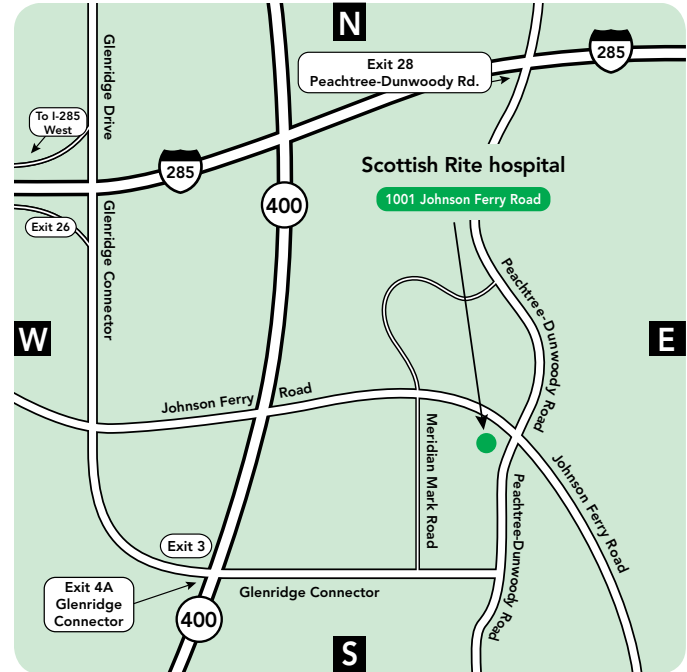 N
Glenridge Drive
Exit 28
Peachtree-Dunwoody Rd.
285
To I-285
West
285
Scottish Rite hospital
1001 Johnson Ferry Road
400
Exit 26
Glenridge Connector
Peachtree-Dunwoody Road
W
E
Johnson Ferry Road
Meridian Mark Road
Johnson Ferry Road
Peachtree-Dunwoody Road
Exit 3
Exit 4A
Glenridge
Connector
Glenridge Connector
400
S